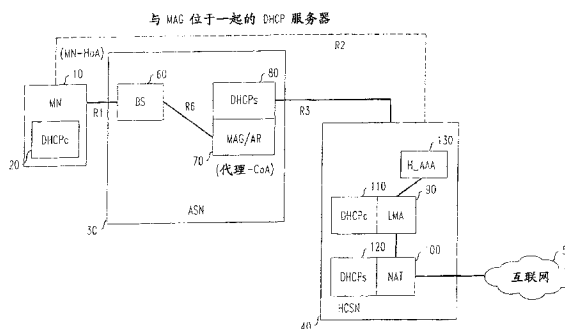 与 MAG 位于一起的 DHCP 服务器
R2
(MN-HoA)
10
60
80
MN
BS
DHCPs
R1
R6
R3
DHCPc
MAG/AR
20
70
(代理-CoA)
130
H_AAA
ASN
30
110
90
DHCPc
LMA
120
100
DHCPs
NAT
互联网
HCSN
40